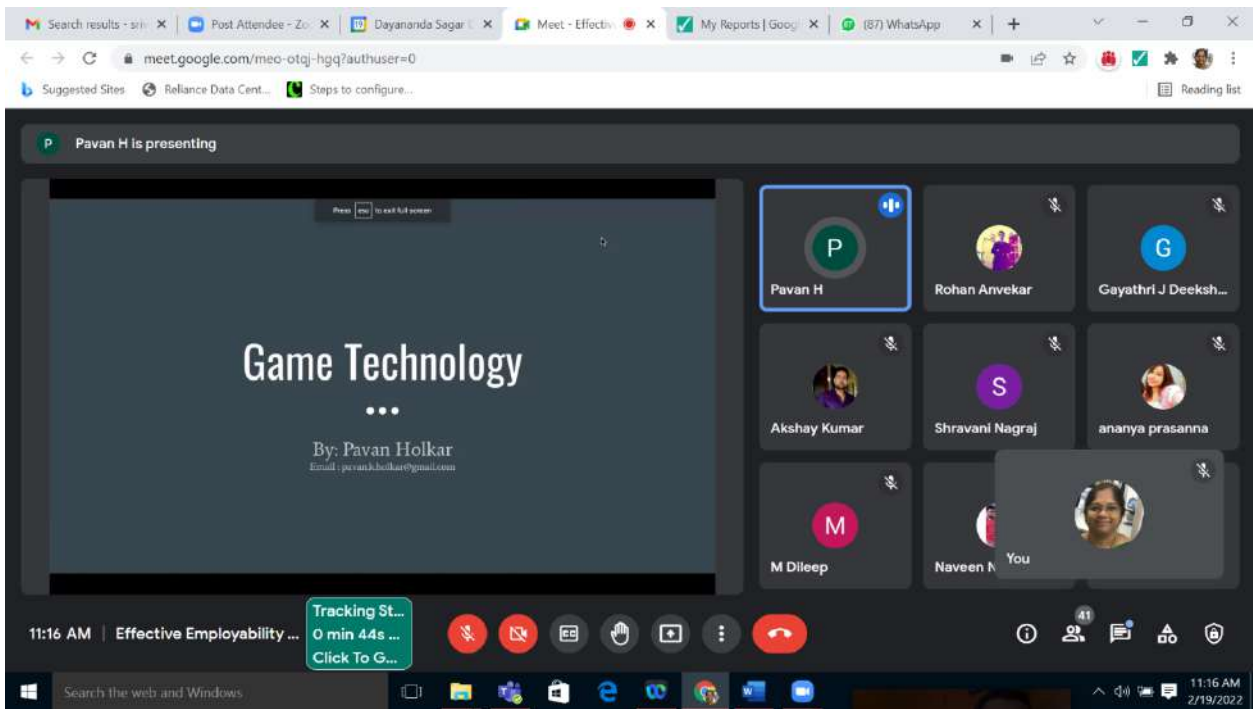 Search results - sri
Post Attendee - Zo
Dayananda Sagar
Meet - Effectiv
My Reports | Goog
(87) WhatsApp
meet.google.com/meo-otqj-hgq?authuser=0
Suggested Sites
Reliance Data Cent...
Steps to configure...
Reading list
P
Pavan H is presenting
Press esc to exit full screen
Game Technology
By: Pavan Holkar
P
Pavan H
Rohan Anvekar
G
Gayathri J Deeksh...
Akshay Kumar
S
Shravani Nagraj
ananya prasanna
M
M Dileep
Naveen N
You
11:16 AM | Effective Employability ...
Tracking St...
0 min 44s ...
Click To G...
CC
41
Search the web and Windows
11:16 AM
2/19/2022